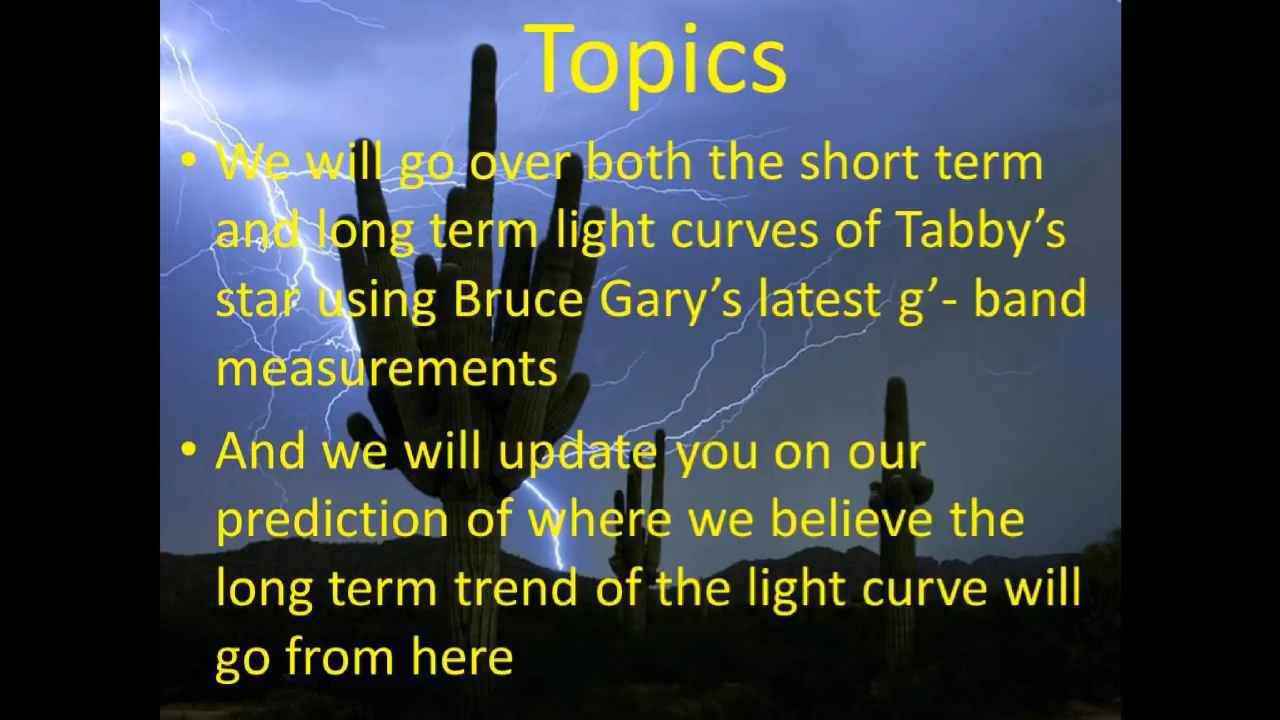 Topics
• We will go over both the short term
and long term light curves of Tabby’s
star using Bruce Gary’s latest g’- band
measurements
• And we will update you on our
prediction of where we believe the
long term trend of the light curve will
go from here